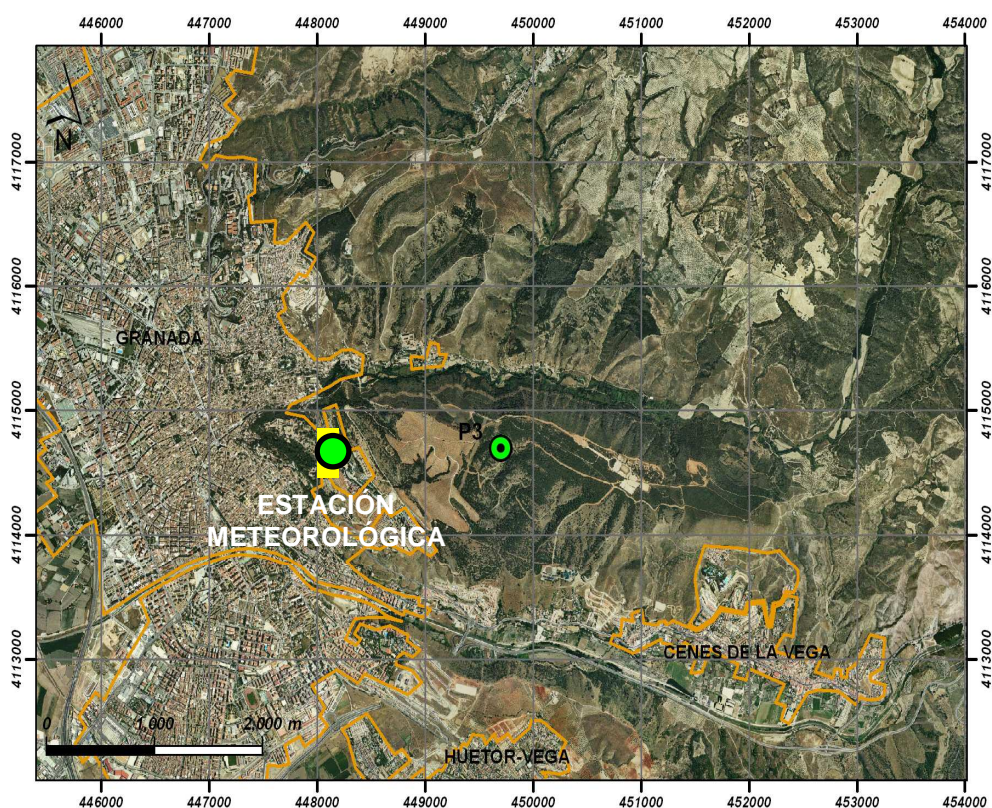 446000 447000 448000 449000 450000 451000 452000 453000 454000
N
4117000 4117000
4116000 4116000
GRANADA
4115000 4115000
P3
ESTACIÓN
METEOROLÓGICA
4114000 4114000
CENES DE LA VEGA
4113000 4113000
0 1.000 2.000 m
HUETOR-VEGA
446000 447000 448000 449000 450000 451000 452000 453000 454000